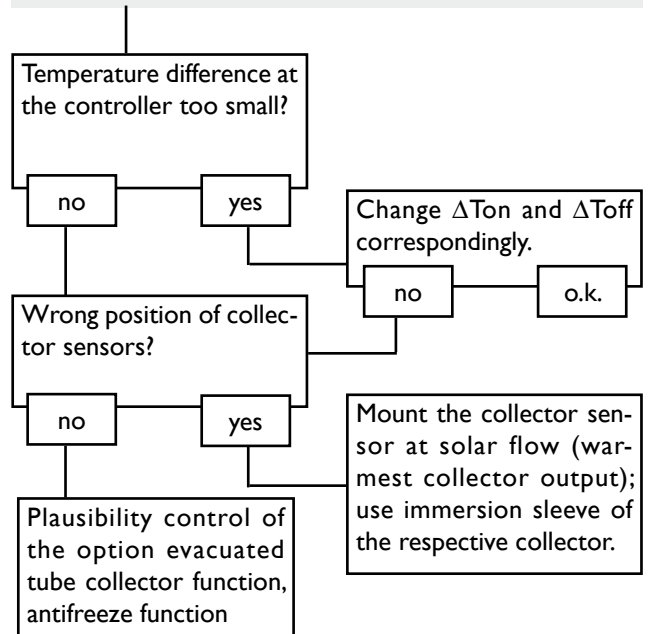 Temperature difference at
the controller too small?
no
yes
Change ΔTon and ΔToff
correspondingly.
no
o.k.
Wrong position of collec-
tor sensors?
no
yes
Mount the collector sen-
sor at solar flow (war-
mest collector output);
use immersion sleeve of
the respective collector.
Plausibility control of
the option evacuated
tube collector function,
antifreeze function